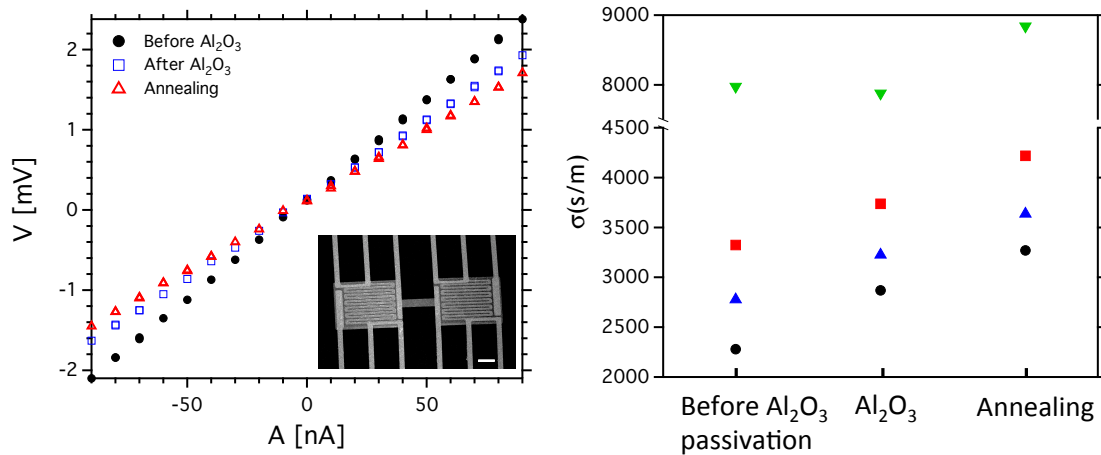 2
1
0
-1
-2
V [mV]
Before Al₂O₃
After Al₂O₃
Annealing
-50
0
50
A [nA]
9000
8000
4500
4000
3500
3000
2500
2000
σ(s/m)
Before Al₂O₃
passivation
Al₂O₃
Annealing